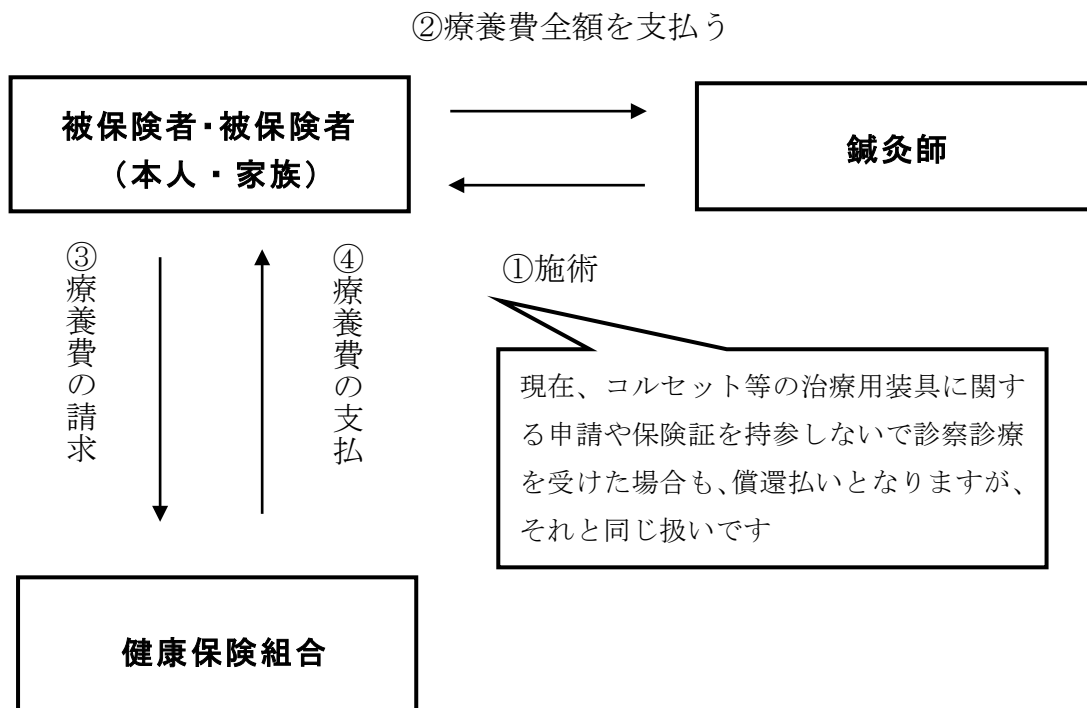 ②療養費全額を支払う
被保険者・被保険者
(本人・家族)
鍼灸師
①施術
③療養費の請求
④療養費の支払
現在、コルセット等の治療用装具に関す
る申請や保険証を持参しないで診察診療
を受けた場合も、償還払いとなりますが、
それと同じ扱いです
健康保険組合